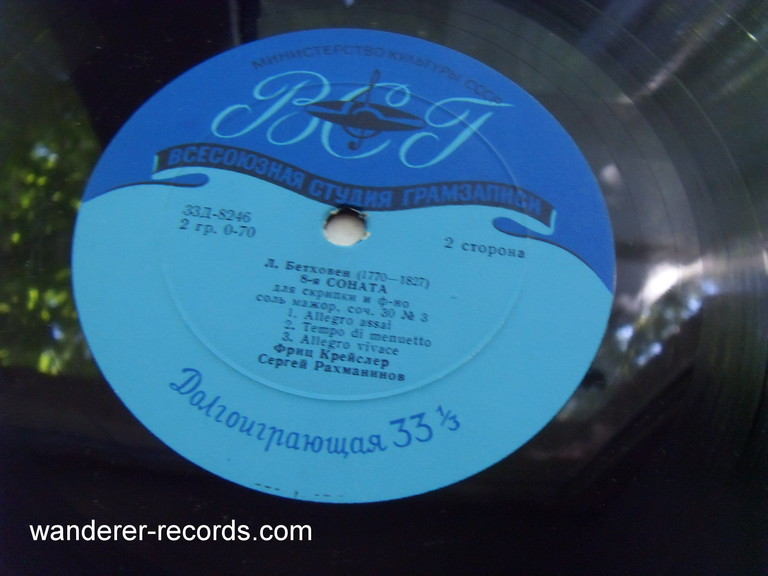 МИНИСТЕРСТВО КУЛЬТУРЫ СССР
ВСГ
ВСЕСОЮЗНАЯ СТУДИЯ ГРАМЗАПИСИ
33Д-8246
2 гр. 0-70
2 сторона
Л. Бетховен (1770—1827)
8-я СОНАТА
для скрипки и ф-но
соль мажор, соч. 30 № 3
1. Allegro assai
2. Tempo di menuetto
3. Allegro vivace
Фриц Крейслер
Сергей Рахманинов
Долгоиграющая 33⅓
wanderer-records.com